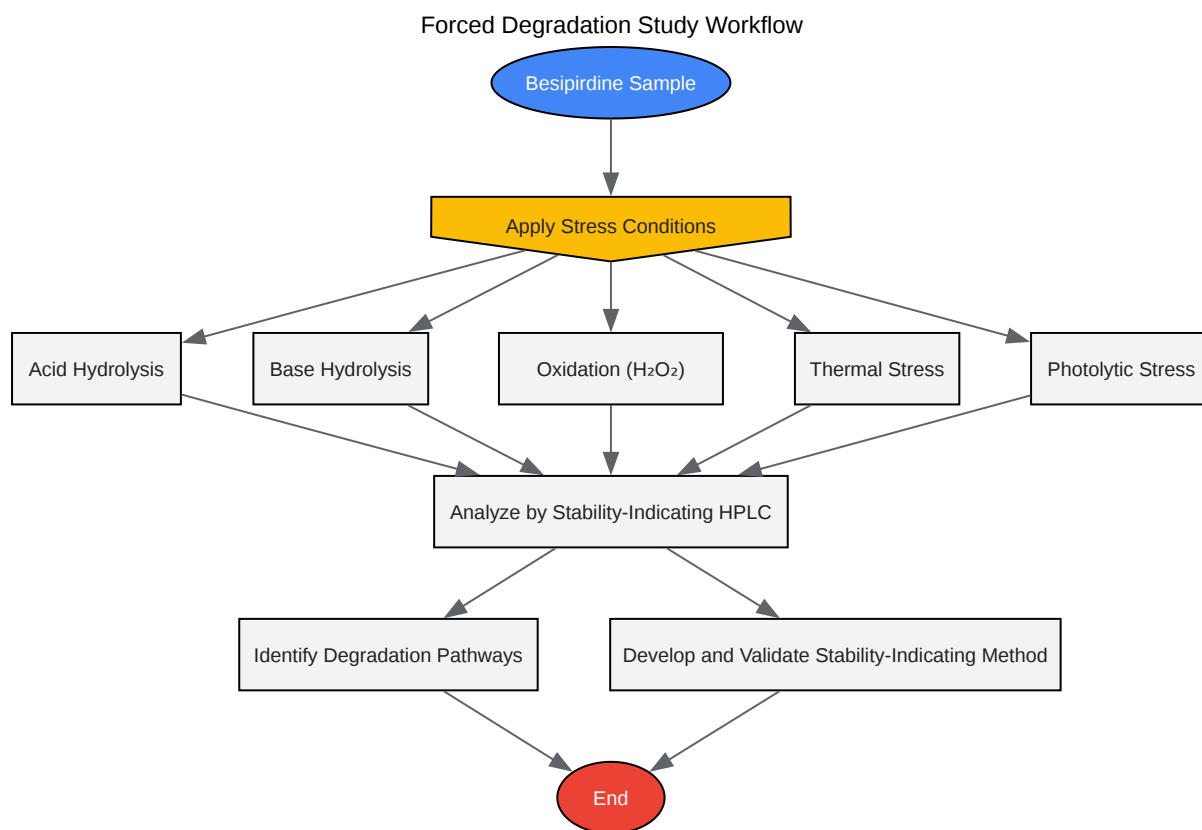 Forced Degradation Study Workflow
Besipirdine Sample
Apply Stress Conditions
Acid Hydrolysis
Base Hydrolysis
Oxidation (H₂O₂)
Thermal Stress
Photolytic Stress
Analyze by Stability-Indicating HPLC
Identify Degradation Pathways
Develop and Validate Stability-Indicating Method
End